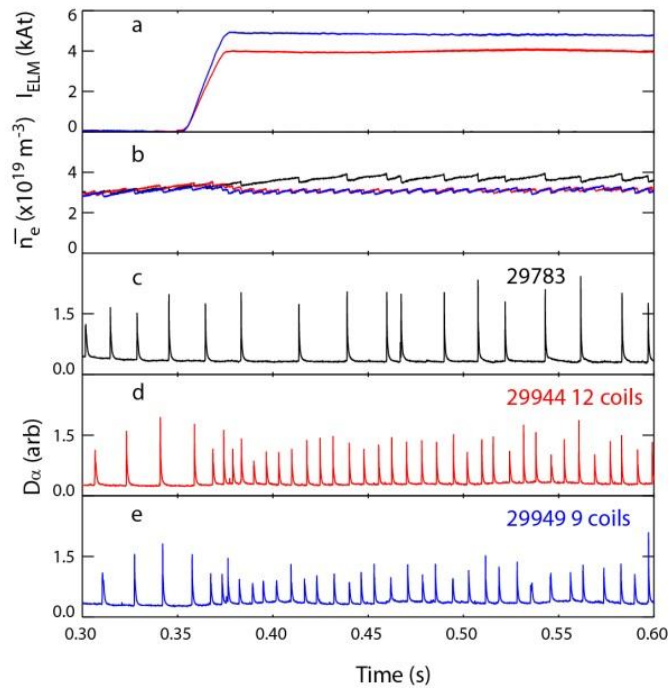 a
6
4
2
0
I_ELM (kAt)
b
4
2
0
n̅_e (x10^19 m^-3)
c
29783
1.5
0.0
d
29944 12 coils
1.5
0.0
Dα (arb)
e
29949 9 coils
1.5
0.0
0.30 0.35 0.40 0.45 0.50 0.55 0.60
Time (s)